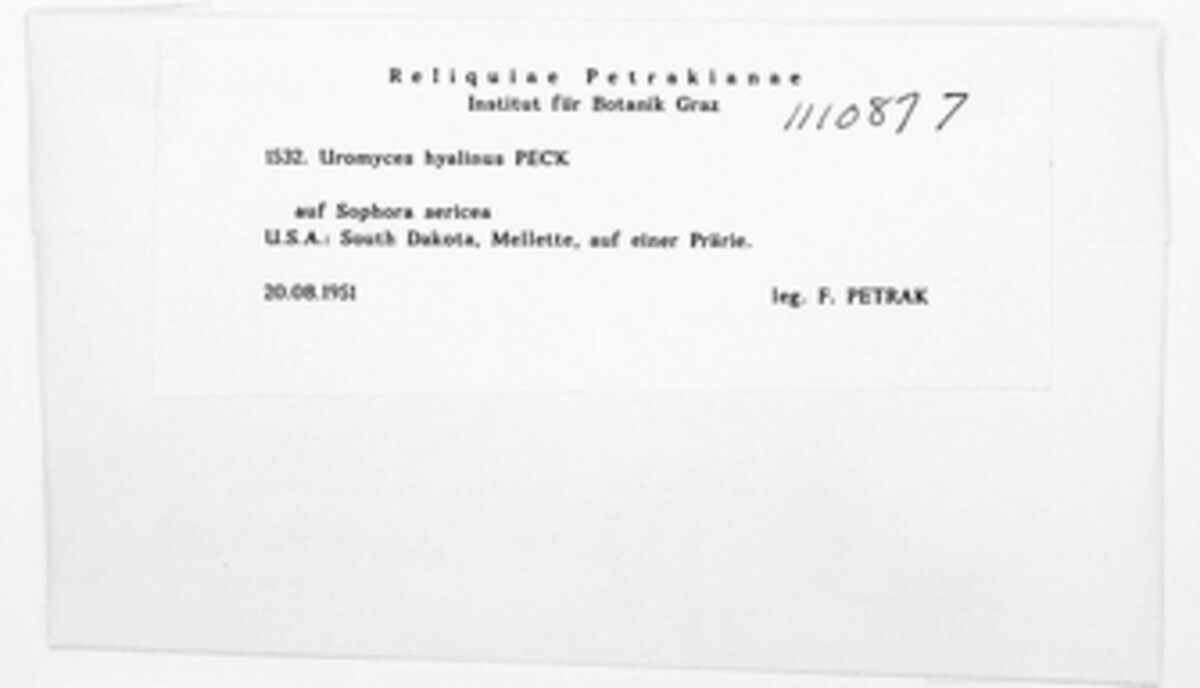 Reliquiae Petrakianae
Institut für Botanik Graz
1110877
1532. Uromyces hyalinus PECK
auf Sophora sericea
U.S.A.: South Dakota, Mellette, auf einer Prärie.
20.08.1951
leg. F. PETRAK